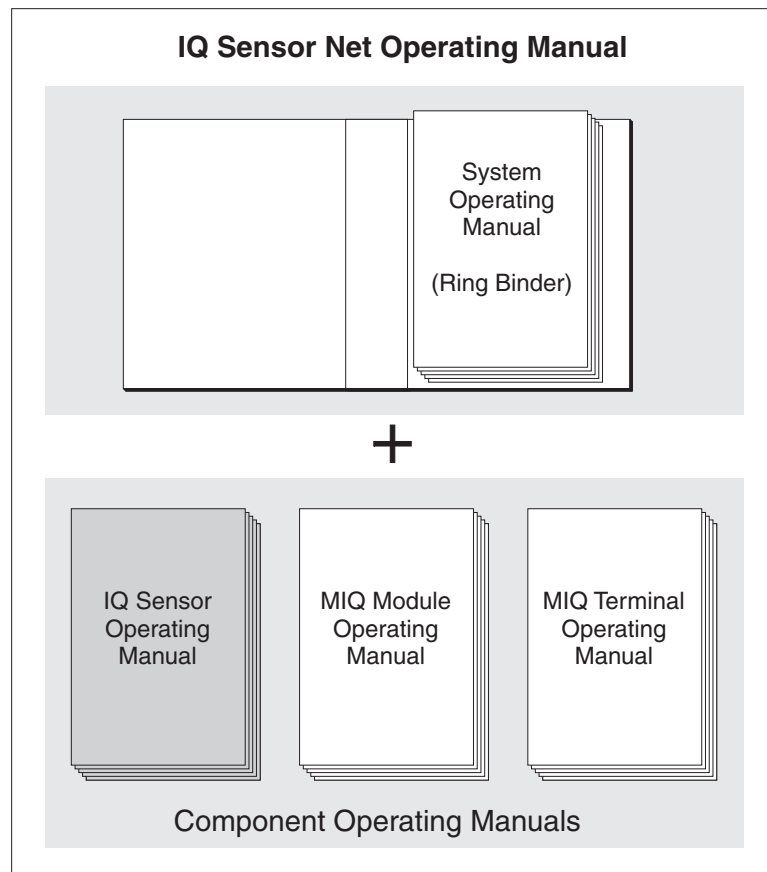 IQ Sensor Net Operating Manual
System
Operating
Manual
(Ring Binder)
+
IQ Sensor
Operating
Manual
MIQ Module
Operating
Manual
MIQ Terminal
Operating
Manual
Component Operating Manuals